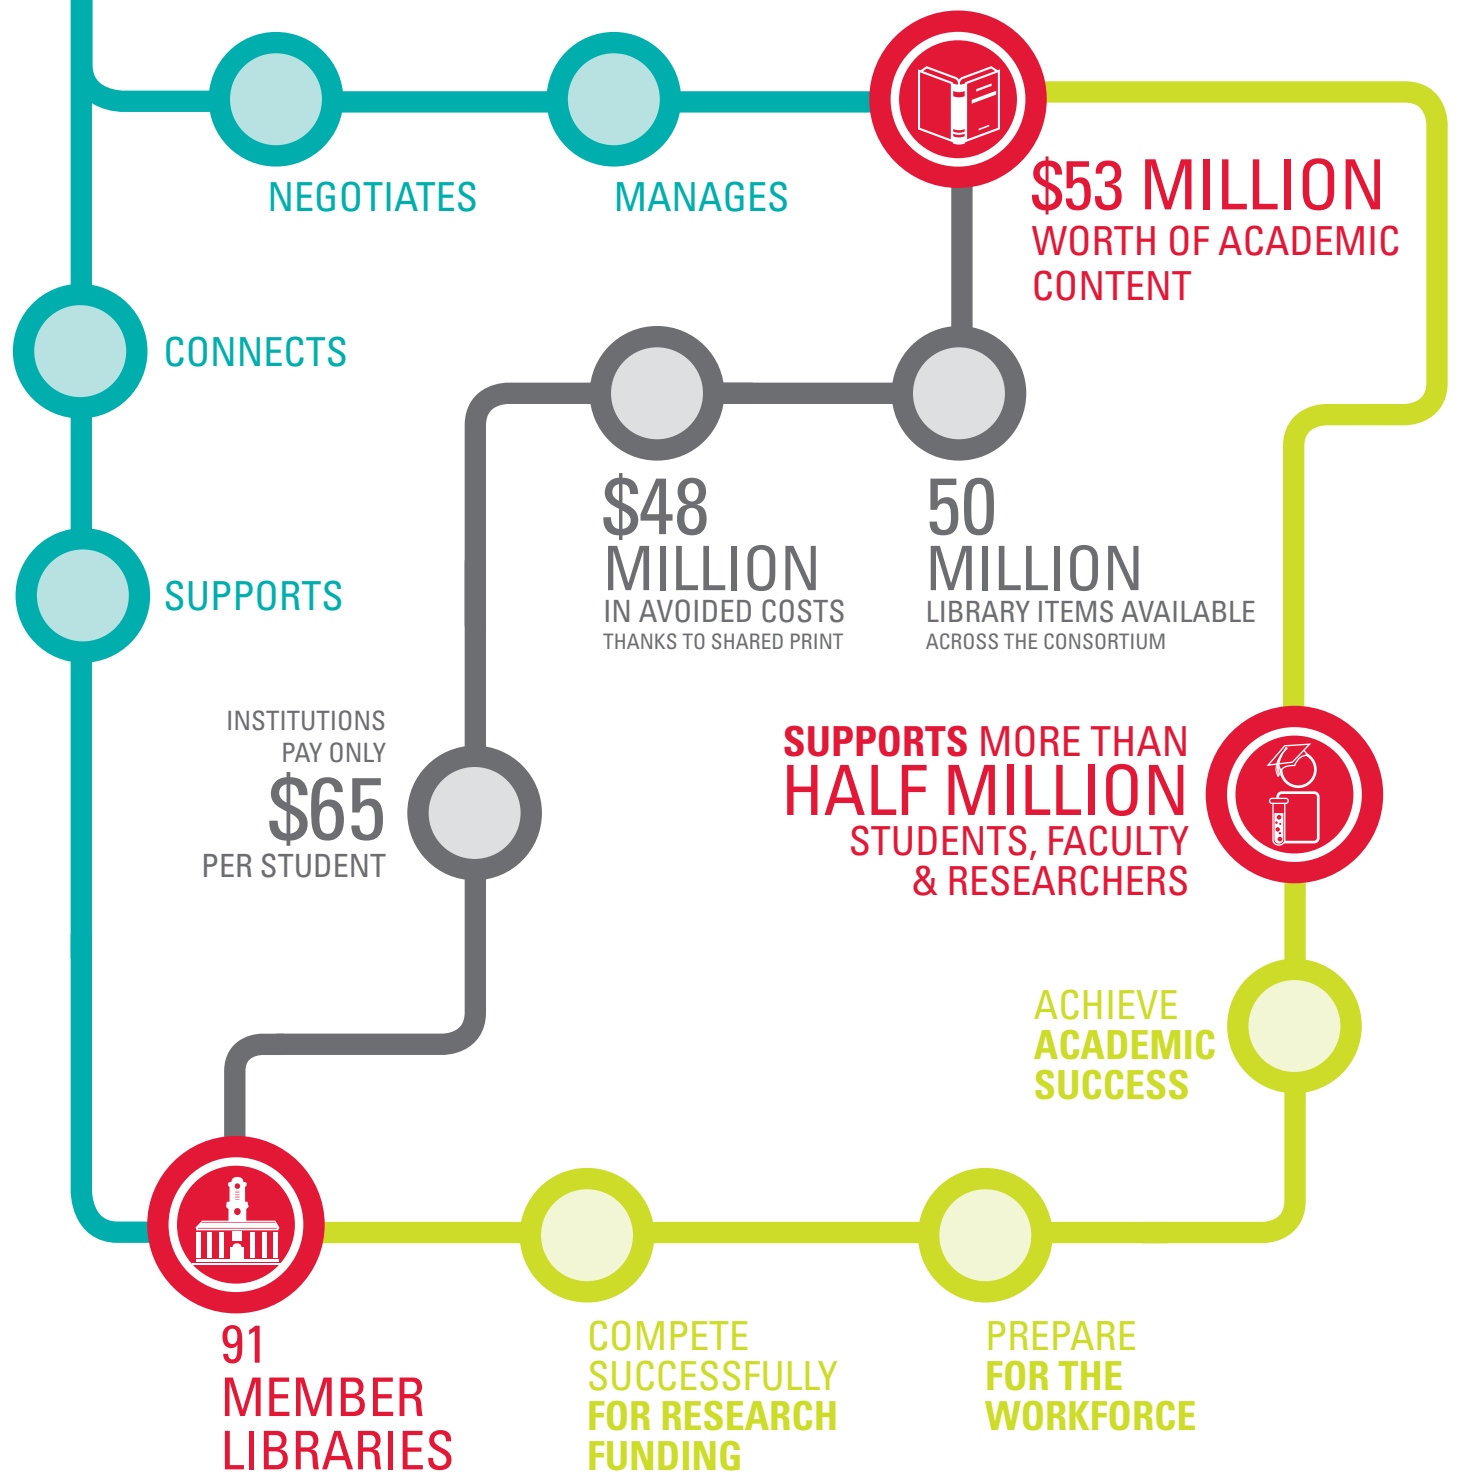 NEGOTIATES
MANAGES
$53 MILLION
WORTH OF ACADEMIC
CONTENT
CONNECTS
SUPPORTS
$48
MILLION
IN AVOIDED COSTS
THANKS TO SHARED PRINT
50
MILLION
LIBRARY ITEMS AVAILABLE
ACROSS THE CONSORTIUM
INSTITUTIONS
PAY ONLY
$65
PER STUDENT
SUPPORTS MORE THAN
HALF MILLION
STUDENTS, FACULTY
& RESEARCHERS
ACHIEVE
ACADEMIC
SUCCESS
91
MEMBER
LIBRARIES
COMPETE
SUCCESSFULLY
FOR RESEARCH
FUNDING
PREPARE
FOR THE
WORKFORCE